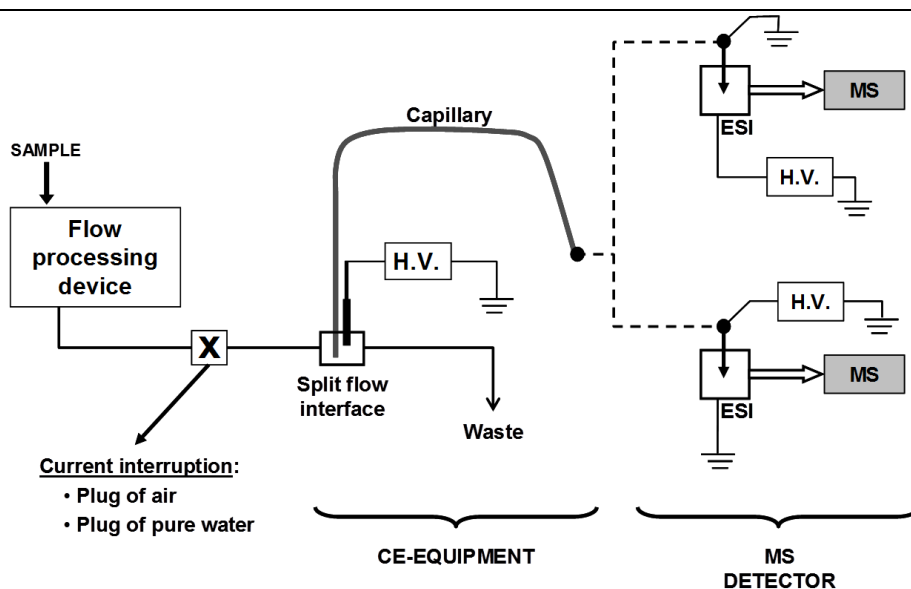 SAMPLE
Flow
processing
device
X
Current interruption:
• Plug of air
• Plug of pure water
Capillary
H.V.
Split flow
interface
Waste
CE-EQUIPMENT
MS
ESI
H.V.
H.V.
MS
ESI
MS
DETECTOR